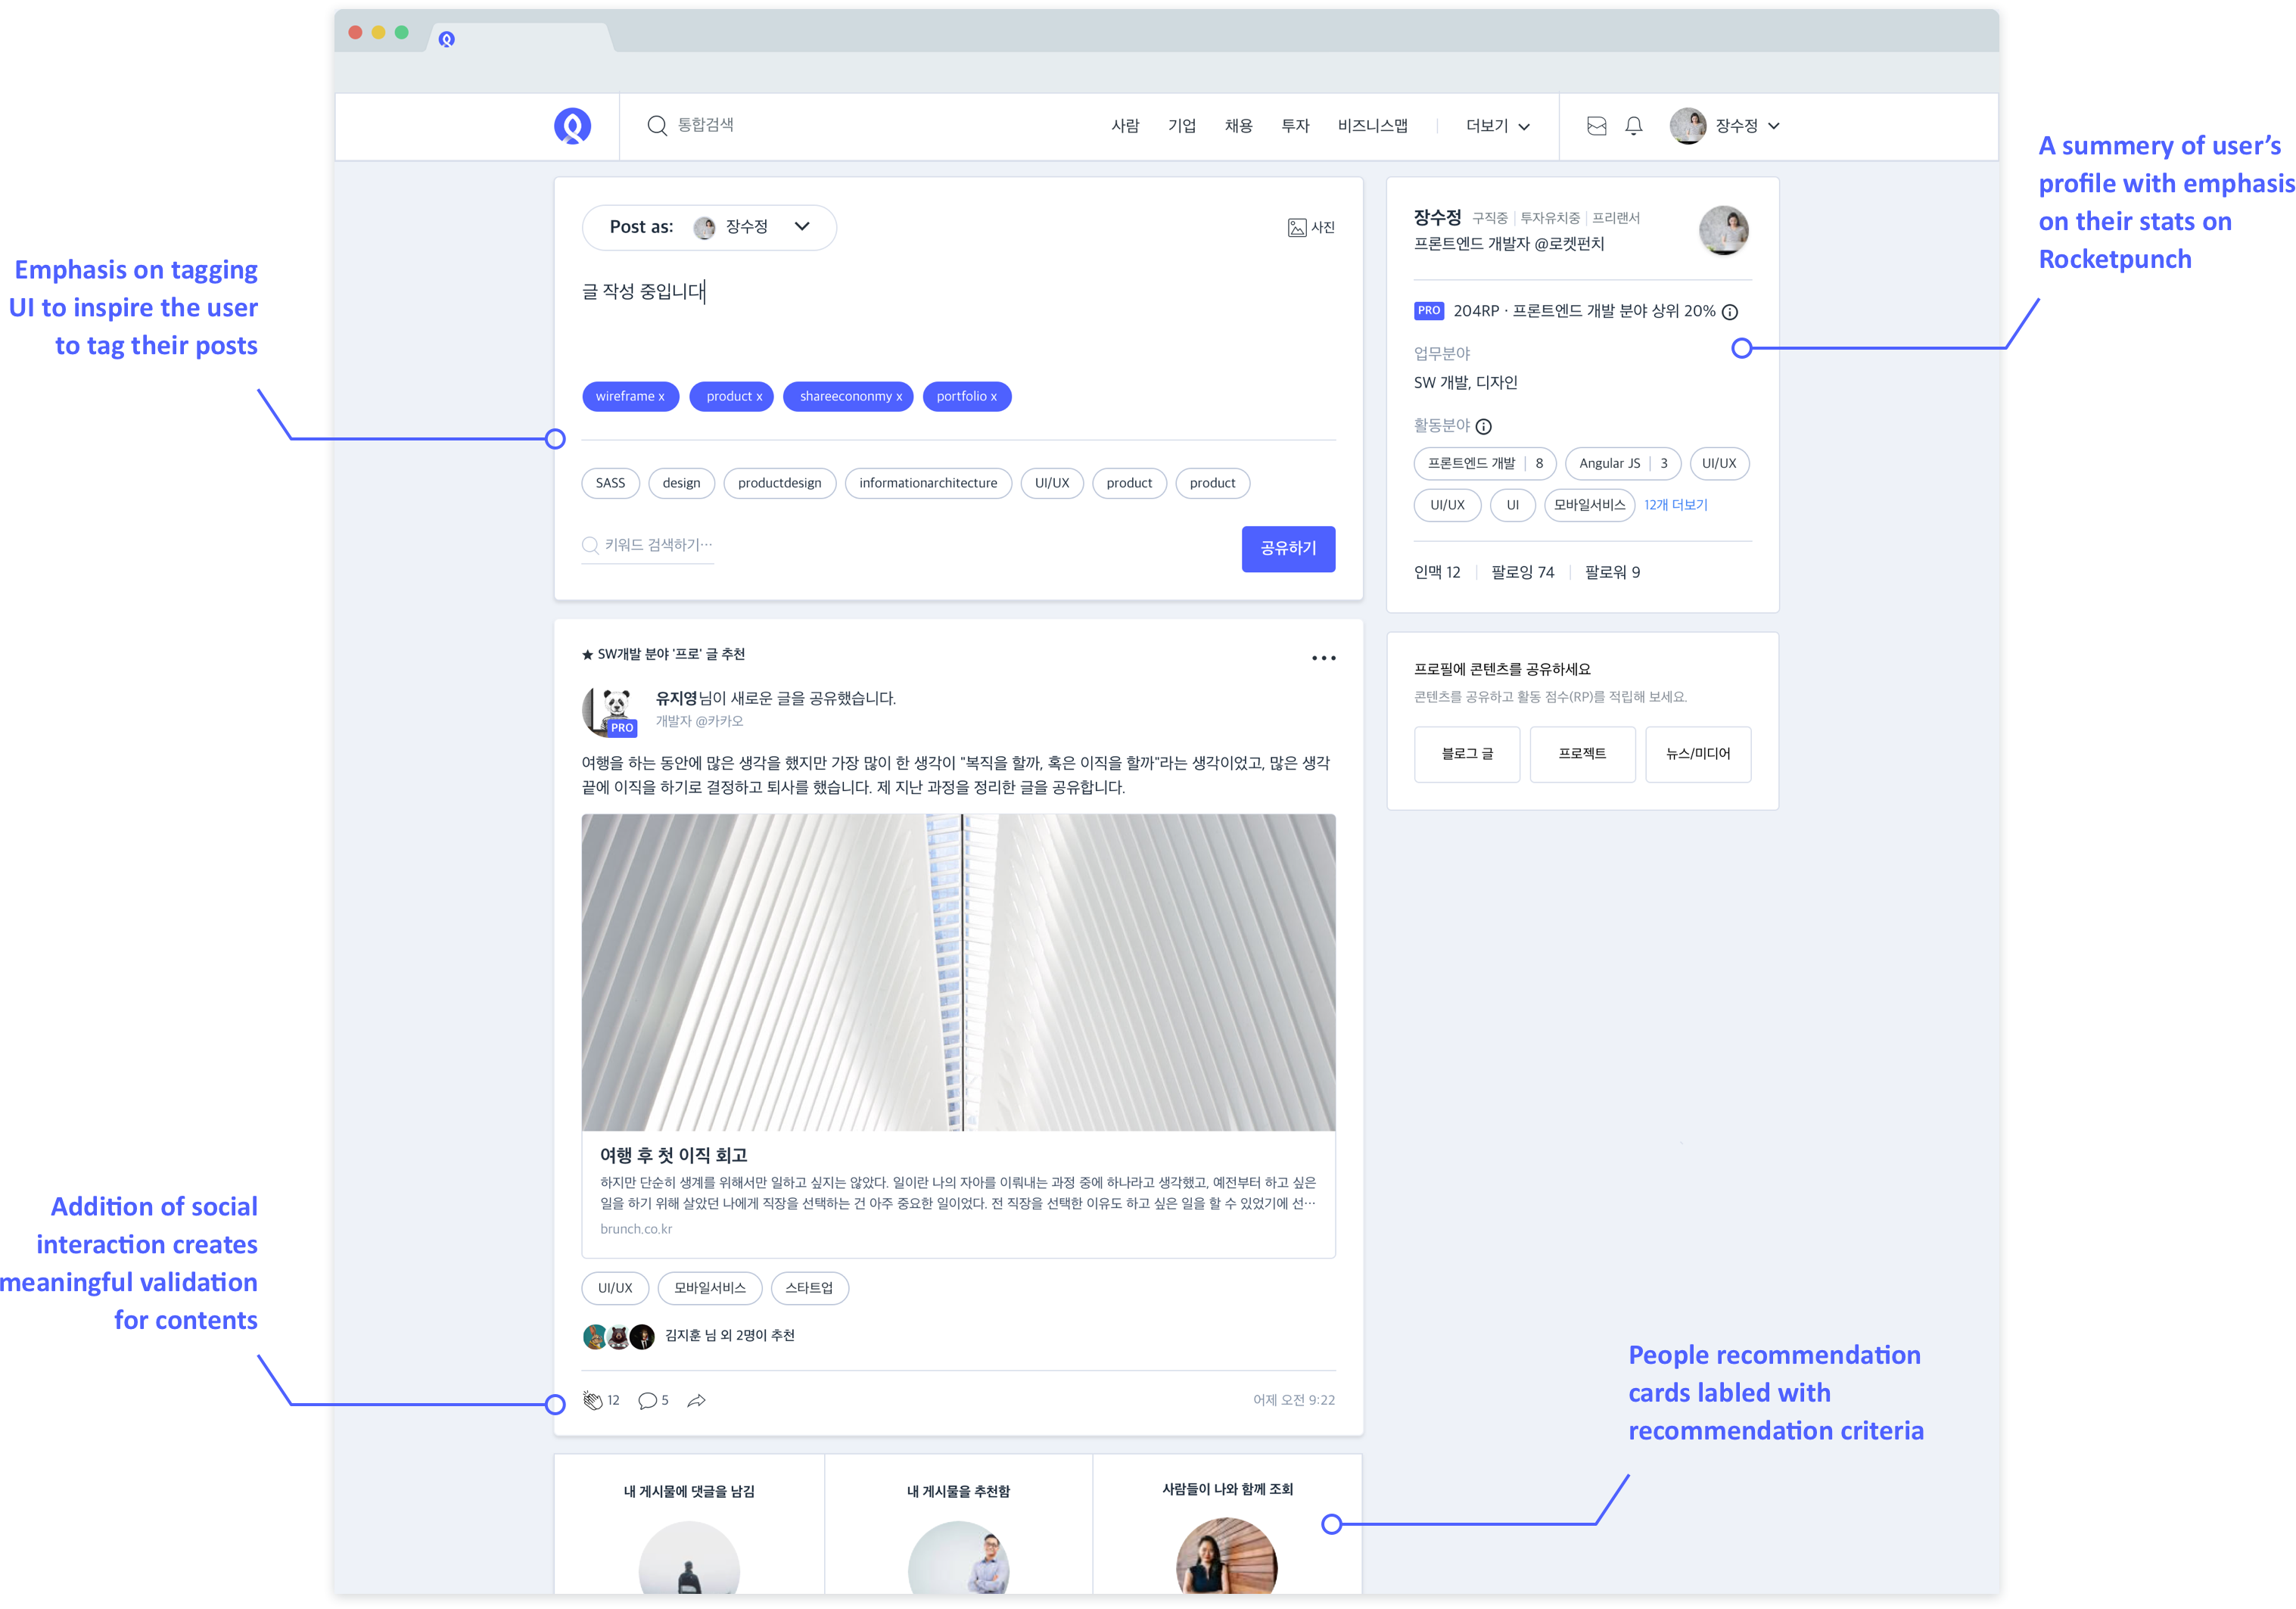 통합검색
사람 기업 채용 투자 비즈니스맵 더보기
장수정
A summery of user's
profile with emphasis
on their stats on
Rocketpunch
Emphasis on tagging
UI to inspire the user
to tag their posts
Post as: 장수정
사진
글 작성 중입니다
wireframe x product x shareecononmy x portfolio x
SASS design productdesign informationarchitecture UI/UX product product
키워드 검색하기…
공유하기
장수정 구직중 | 투자유치중 | 프리랜서
프론트엔드 개발자 @로켓펀치
PRO 204RP · 프론트엔드 개발 분야 상위 20%
업무분야
SW 개발, 디자인
활동분야
프론트엔드 개발 | 8 Angular JS | 3 UI/UX
UI/UX UI 모바일서비스 12개 더보기
인맥 12 | 팔로잉 74 | 팔로워 9
프로필에 콘텐츠를 공유하세요
콘텐츠를 공유하고 활동 점수(RP)를 적립해 보세요.
블로그 글 프로젝트 뉴스/미디어
★ SW개발 분야 '프로' 글 추천
유지영님이 새로운 글을 공유했습니다.
개발자 @카카오
PRO
여행을 하는 동안에 많은 생각을 했지만 가장 많이 한 생각이 "복직을 할까, 혹은 이직을 할까"라는 생각이었고, 많은 생각
끝에 이직을 하기로 결정하고 퇴사를 했습니다. 제 지난 과정을 정리한 글을 공유합니다.
여행 후 첫 이직 회고
하지만 단순히 생계를 위해서만 일하고 싶지는 않았다. 일이란 나의 자아를 이뤄내는 과정 중에 하나라고 생각했고, 예전부터 하고 싶은
일을 하기 위해 살았던 나에게 직장을 선택하는 건 아주 중요한 일이었다. 전 직장을 선택한 이유도 하고 싶은 일을 할 수 있었기에 선…
brunch.co.kr
UI/UX 모바일서비스 스타트업
김지훈 님 외 2명이 추천
12 5
어제 오전 9:22
Addition of social
interaction creates
meaningful validation
for contents
People recommendation
cards labled with
recommendation criteria
내 게시물에 댓글을 남김
내 게시물을 추천함
사람들이 나와 함께 조회